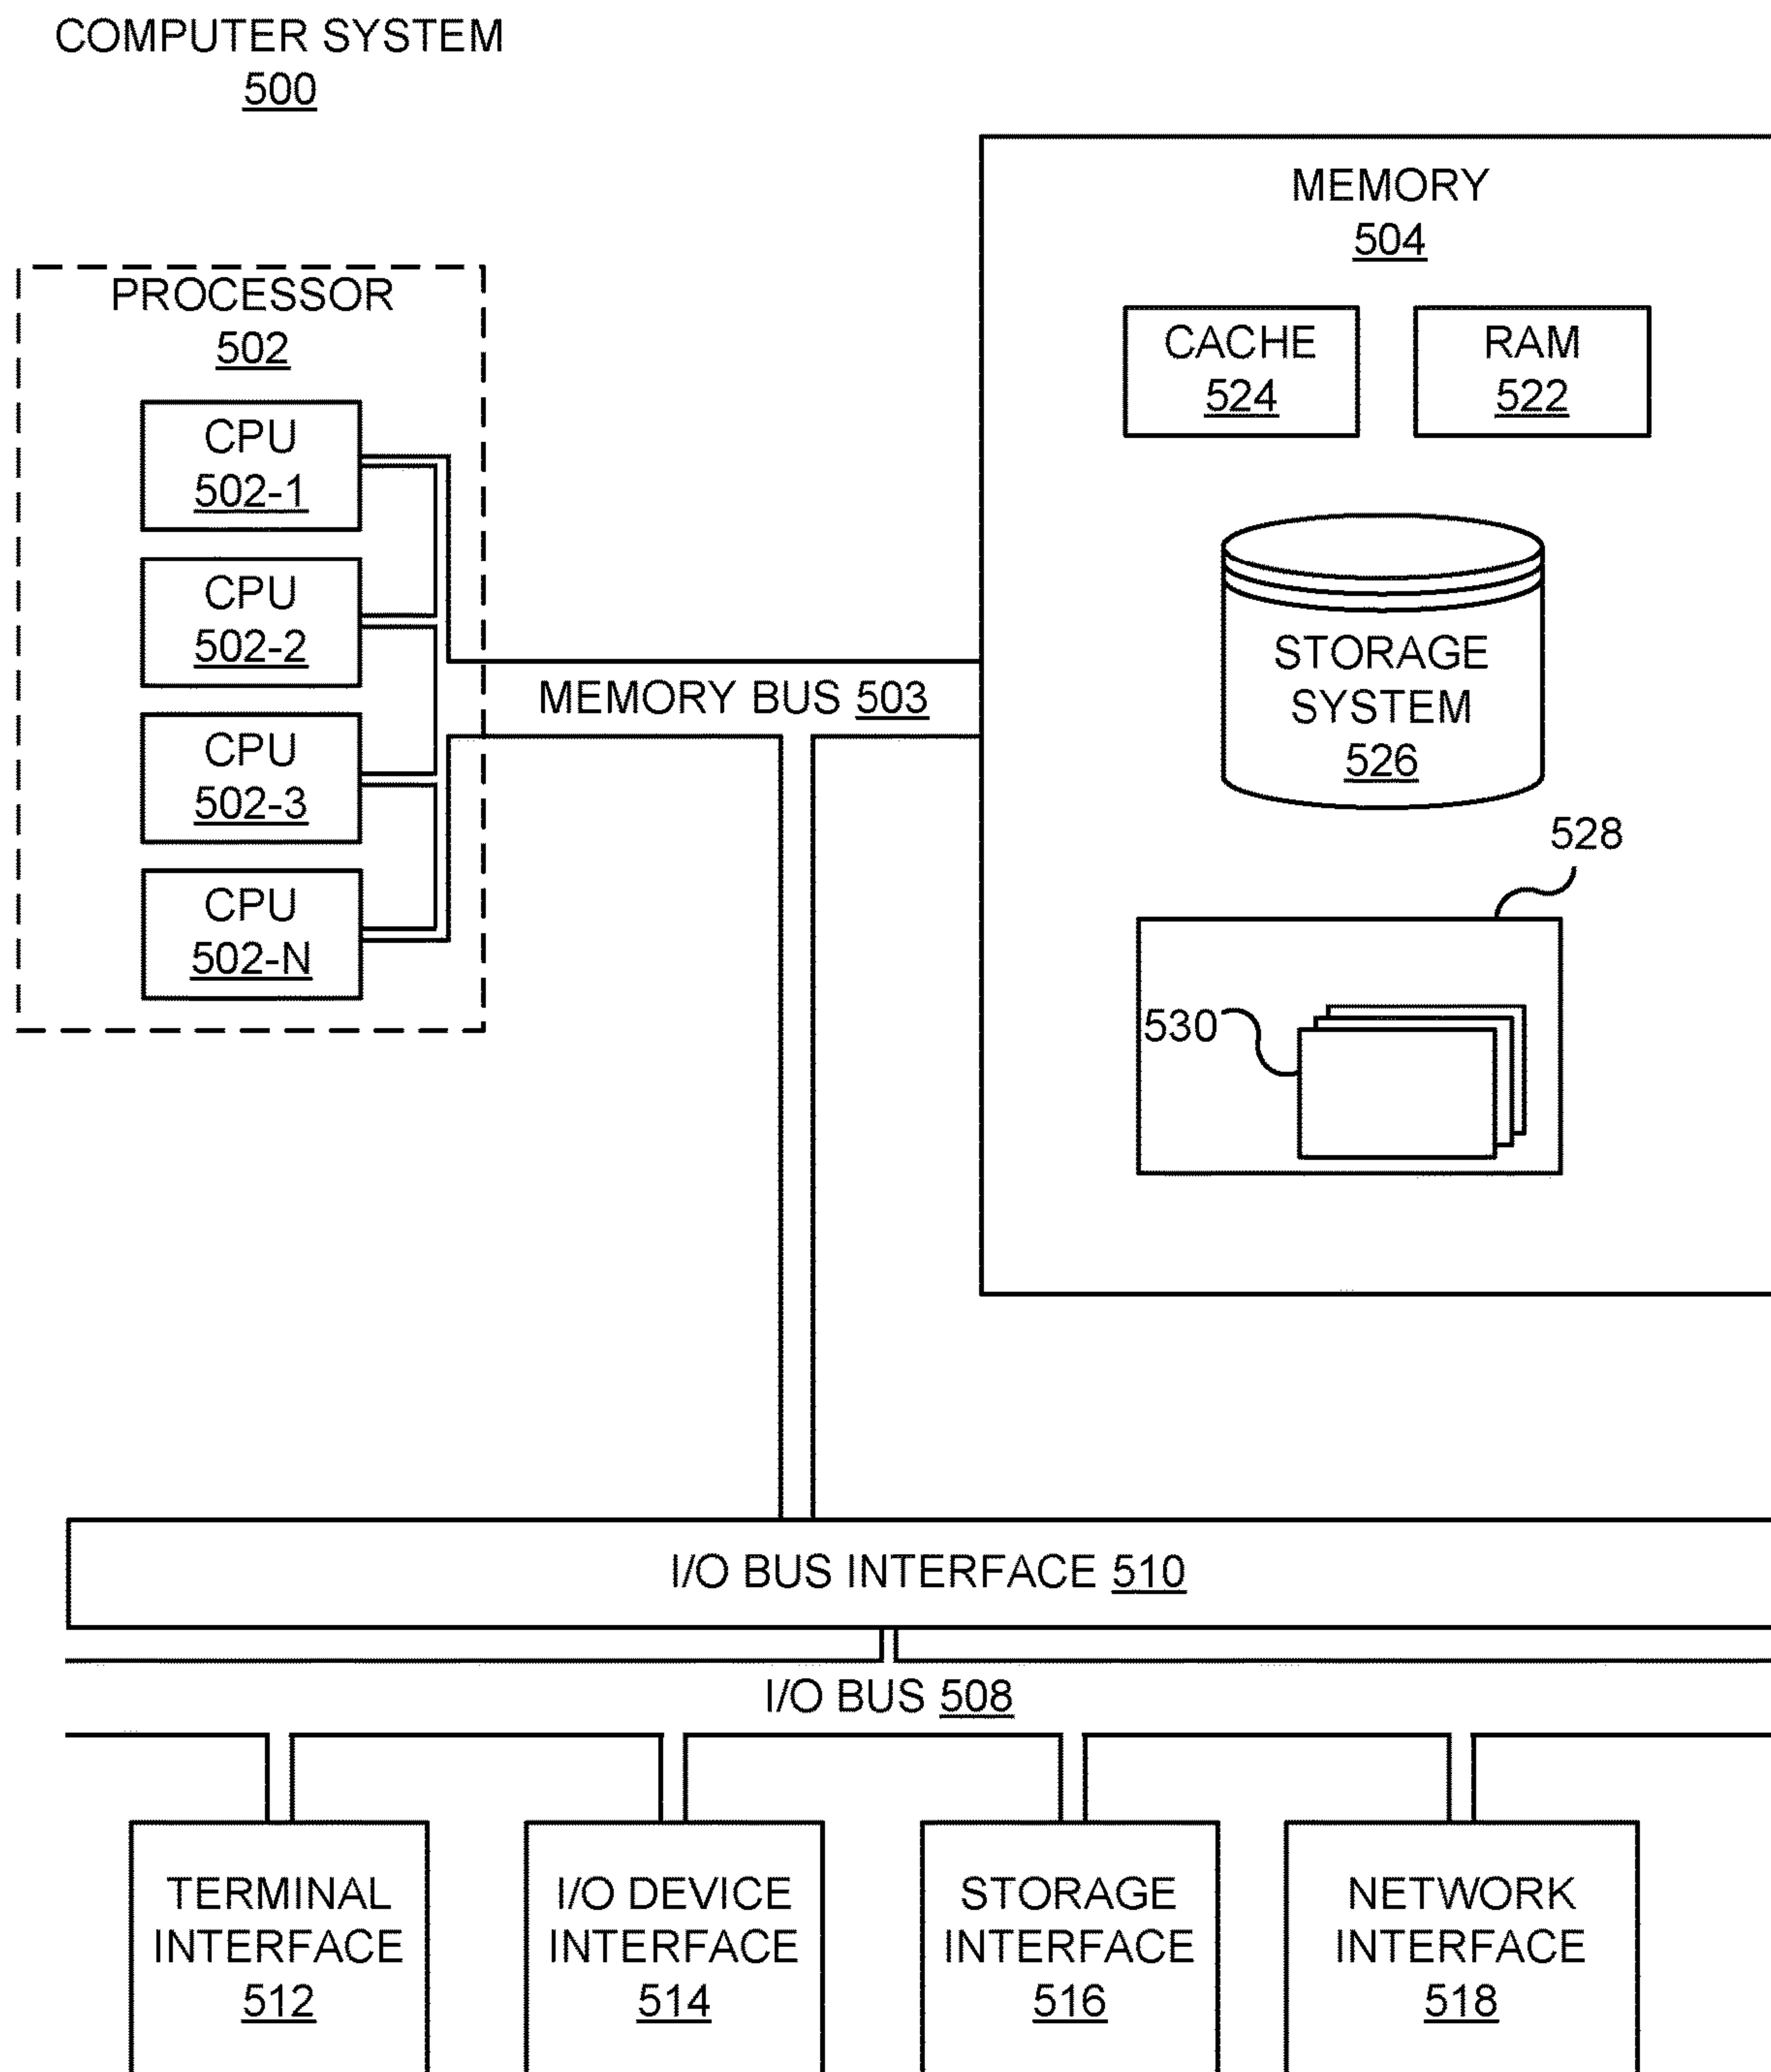 COMPUTER SYSTEM
500
MEMORY
504
PROCESSOR
502
CACHE
524
RAM
522
CPU
502-1
CPU
502-2
CPU
502-3
CPU
502-N
MEMORY BUS 503
STORAGE
SYSTEM
526
528
530
I/O BUS INTERFACE 510
I/O BUS 508
TERMINAL
INTERFACE
512
I/O DEVICE
INTERFACE
514
STORAGE
INTERFACE
516
NETWORK
INTERFACE
518